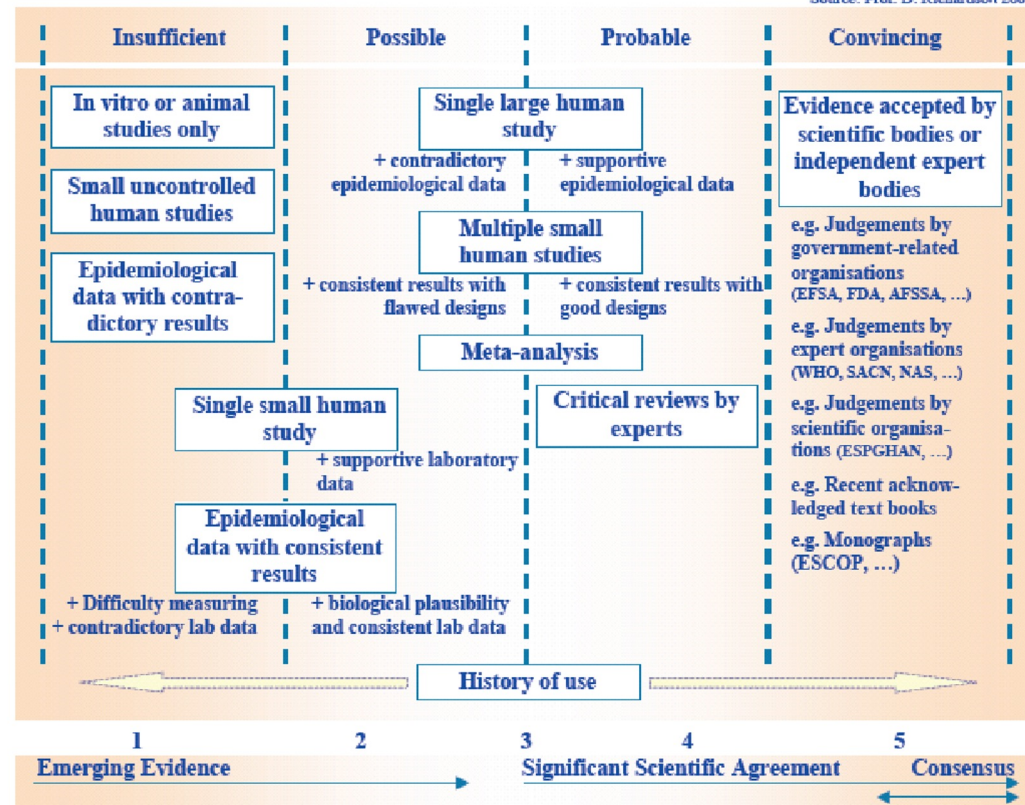 Source: Prof. D. Richardson
Insufficient
Possible
Probable
Convincing
In vitro or animal
studies only
Small uncontrolled
human studies
Epidemiological
data with contra-
dictory results
Single large human
study
+ contradictory
epidemiological data
+ supportive
epidemiological data
Multiple small
human studies
+ consistent results with
flawed designs
+ consistent results with
good designs
Meta-analysis
Single small human
study
+ supportive laboratory
data
Critical reviews by
experts
Epidemiological
data with consistent
results
+ Difficulty measuring
+ contradictory lab data
+ biological plausibility
and consistent lab data
Evidence accepted by
scientific bodies or
independent expert
bodies
e.g. Judgements by
government-related
organisations
(EFSA, FDA, AFSSA, ...)
e.g. Judgements by
expert organisations
(WHO, SACN, NAS, ...)
e.g. Judgements by
scientific organisa-
tions (ESPGHAN, ...)
e.g. Recent acknow-
ledged text books
e.g. Monographs
(ESCOP, ...)
History of use
1
2
3
4
5
Emerging Evidence
Significant Scientific Agreement
Consensus